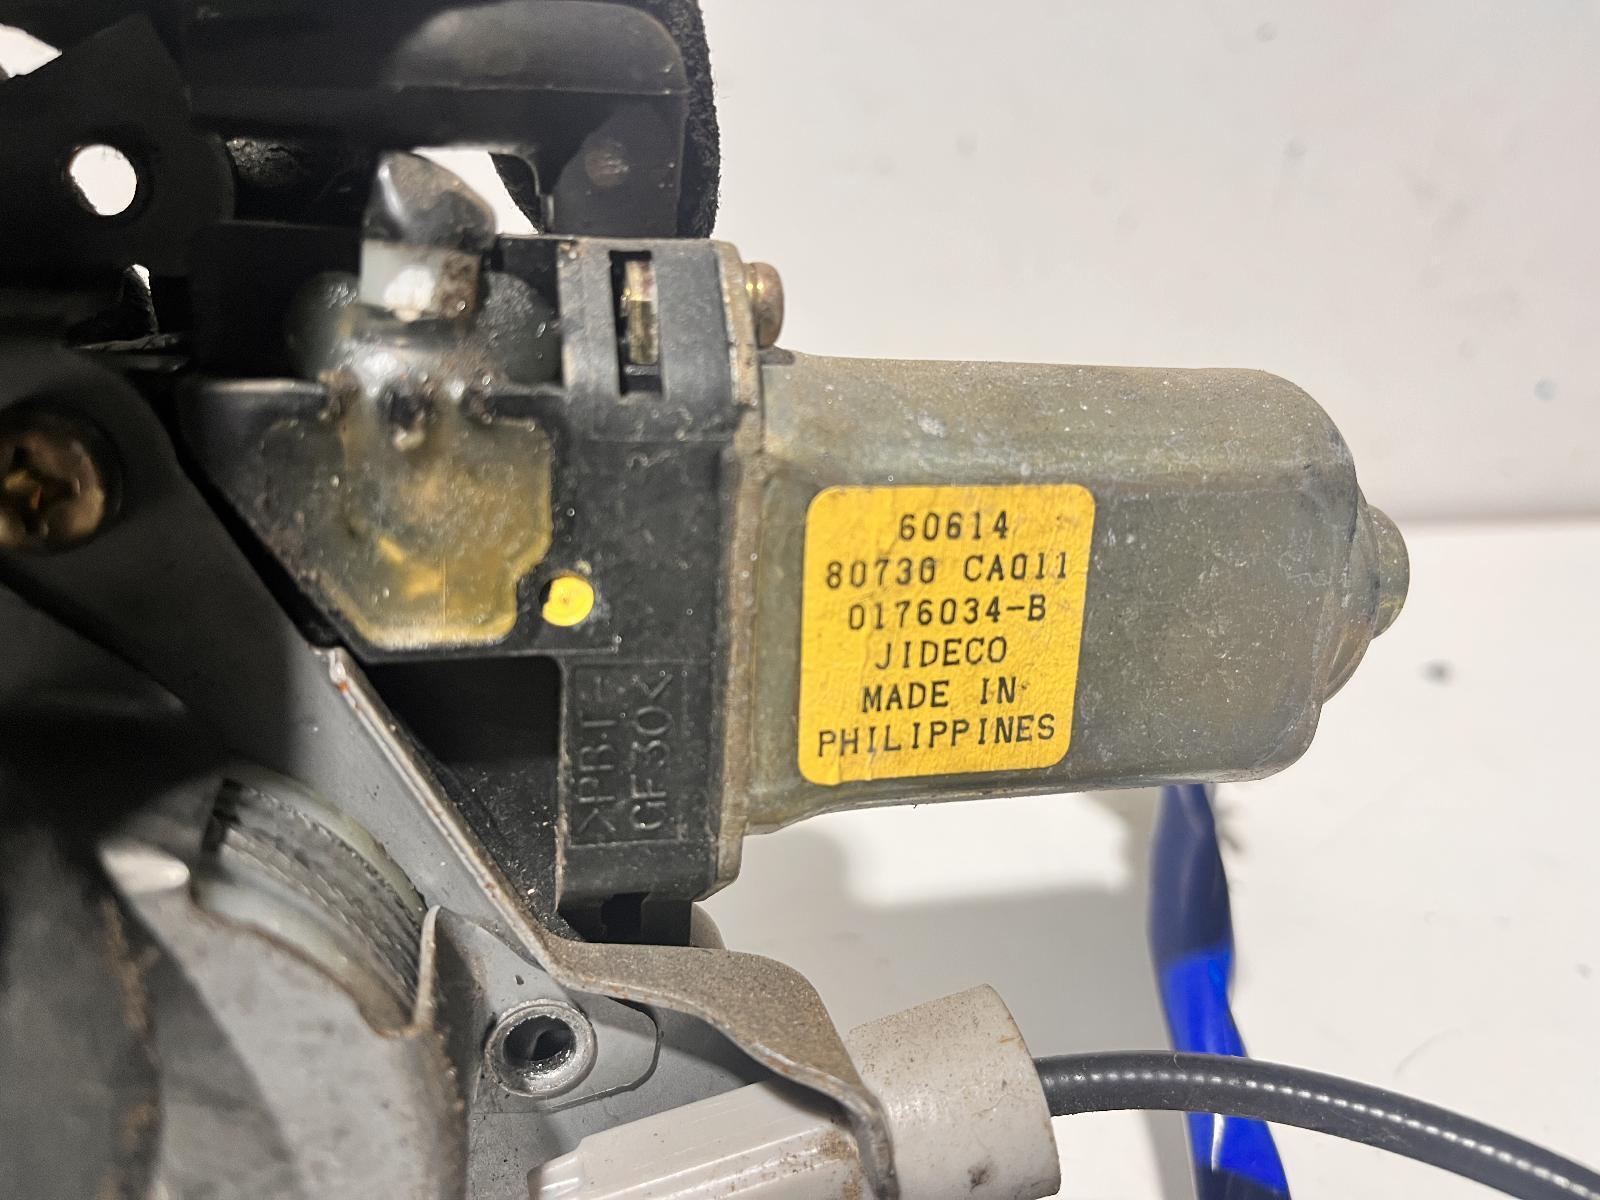 60614
80730 CA011
0176034-B
JIDECO
MADE IN
PHILIPPINES
>PBT-
GF30<